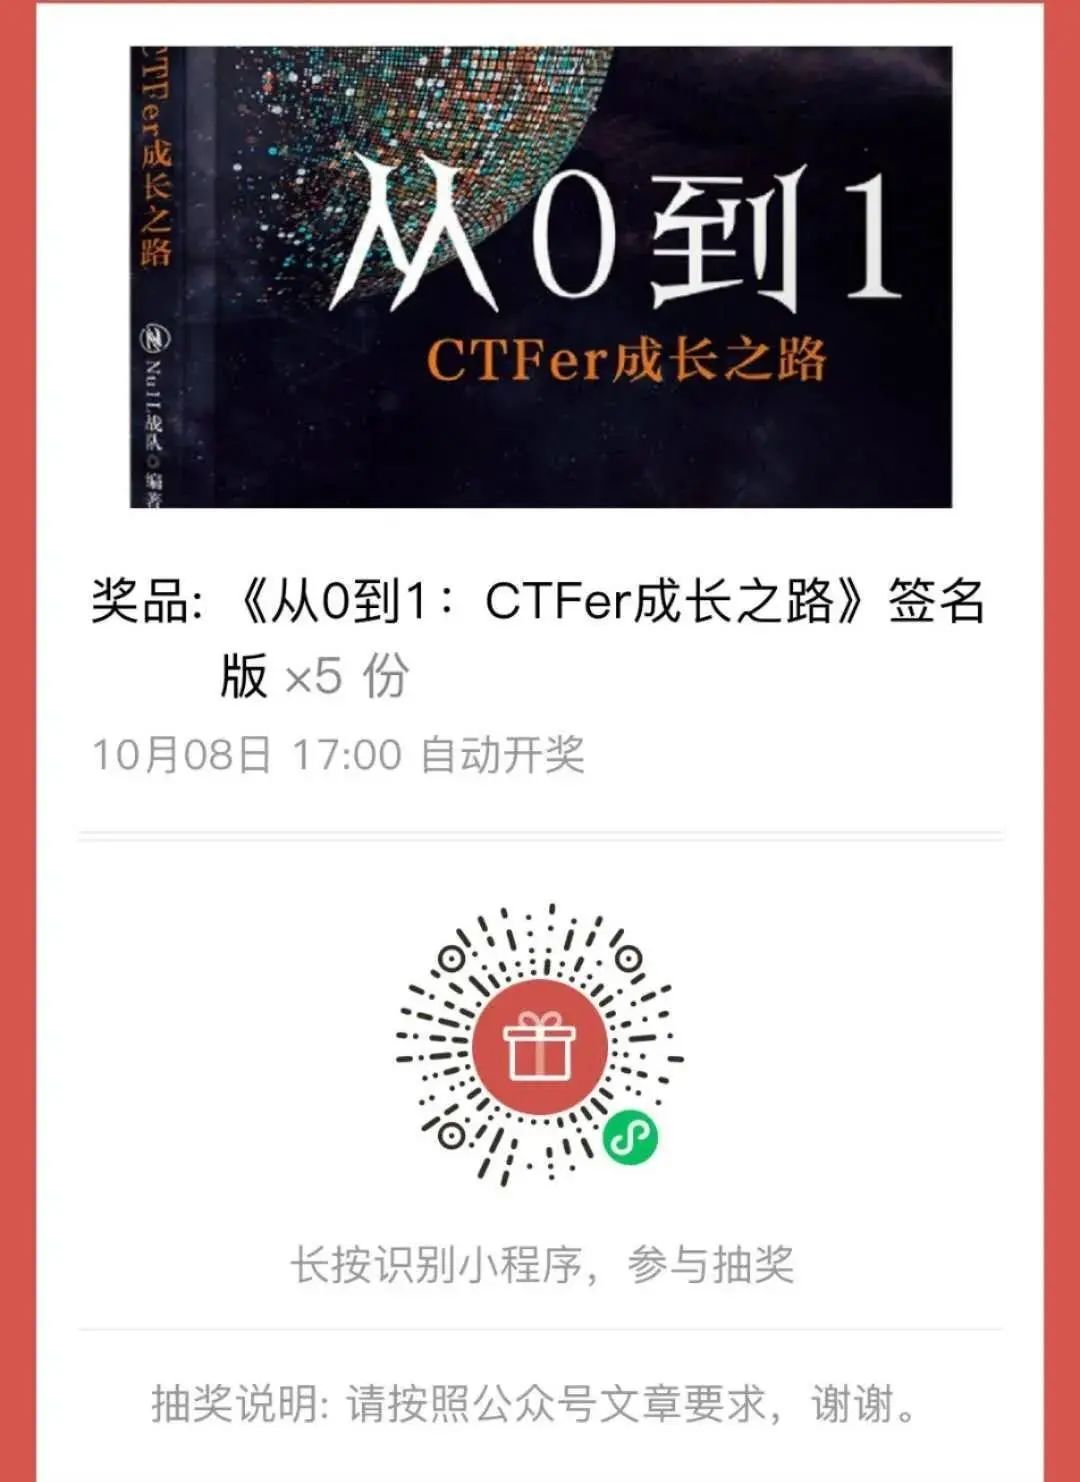 CTFer成长之路
Nu1L战队◎编著
从0到1
CTFer成长之路
奖品: 《从0到1：CTFer成长之路》签名
版 ×5 份
10月08日 17:00 自动开奖
长按识别小程序，参与抽奖
抽奖说明: 请按照公众号文章要求，谢谢。